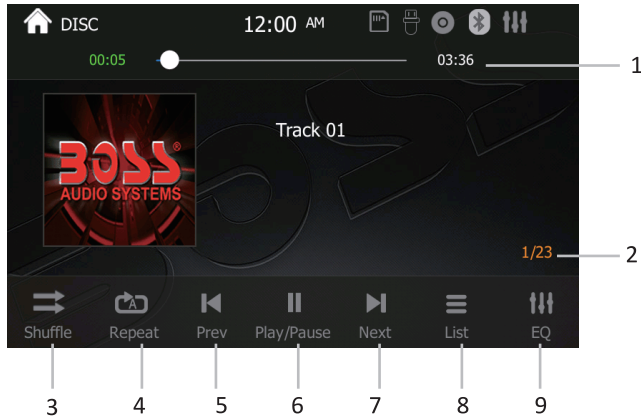 DISC 12:00 AM
00:05 03:36 1
BOSS®
AUDIO SYSTEMS
Track 01
1/23 2
A
Shuffle Repeat Prev Play/Pause Next List EQ
3 4 5 6 7 8 9